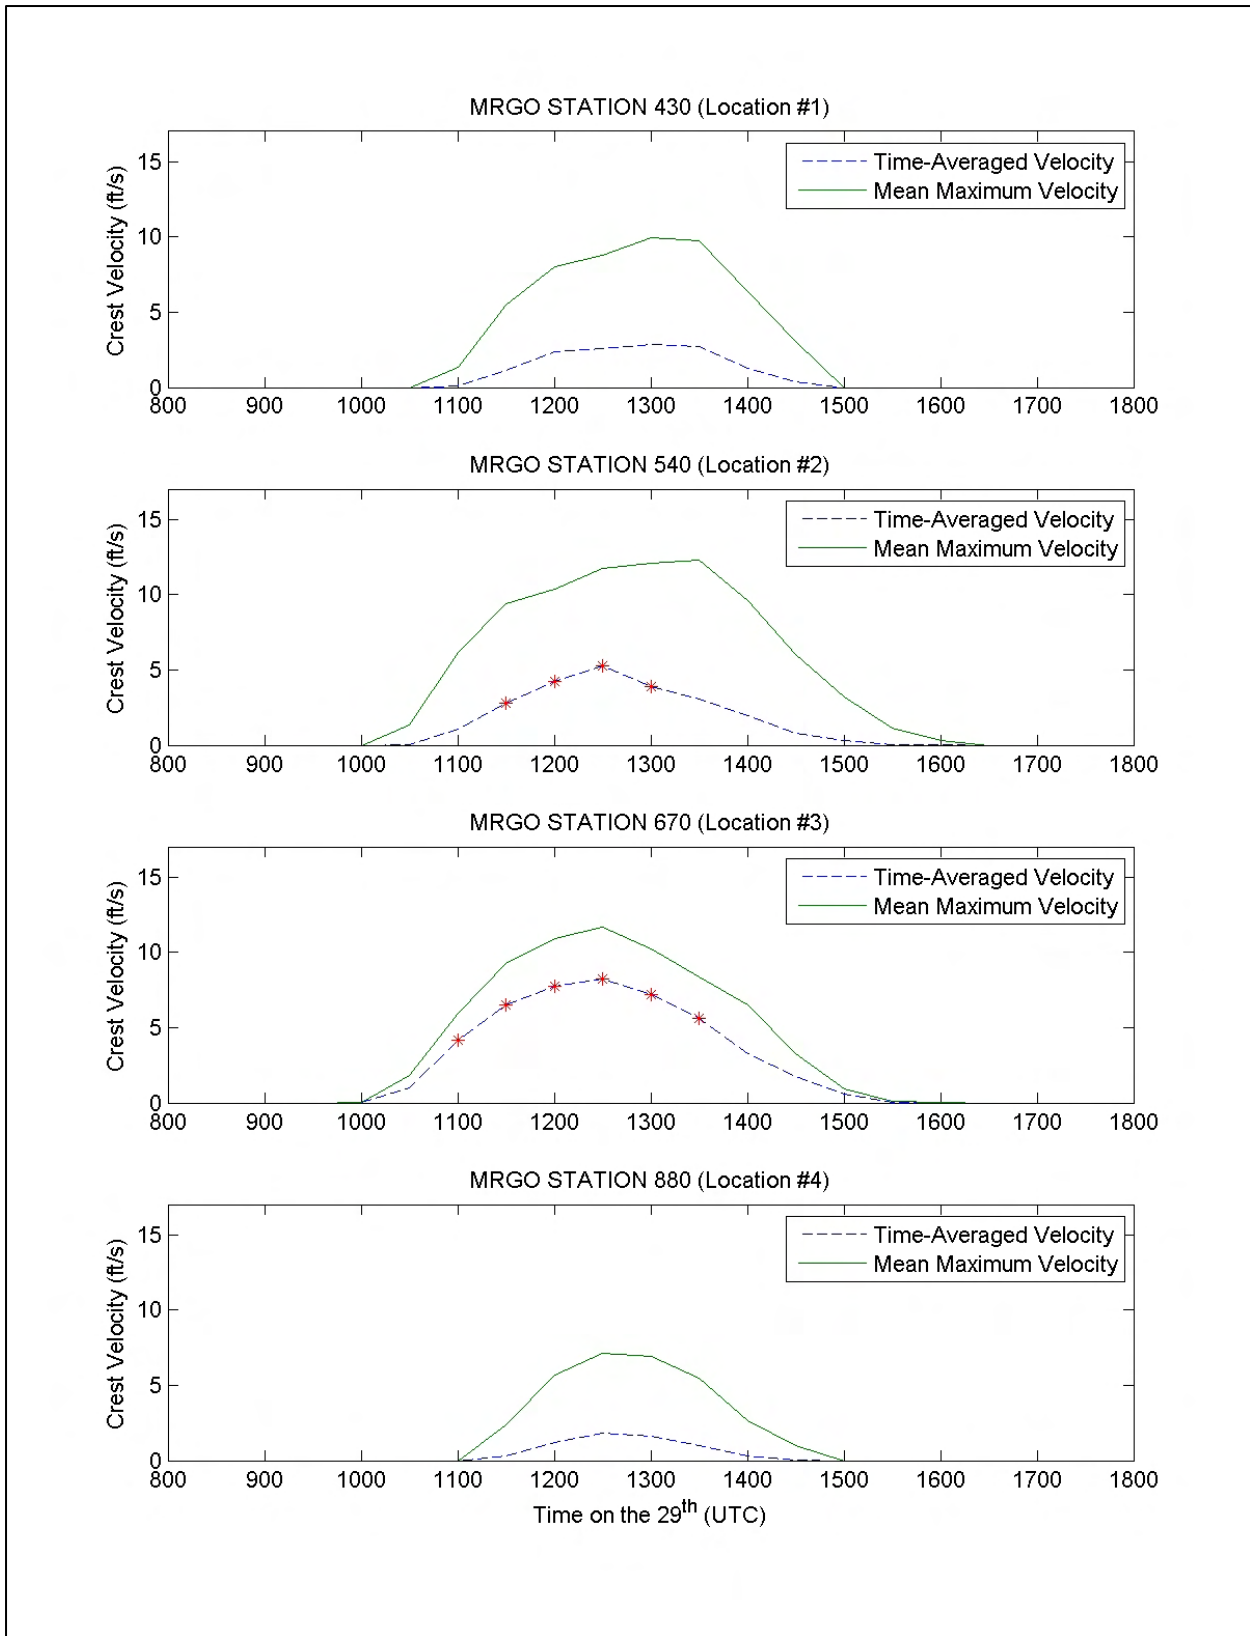 MRGO STATION 430 (Location #1)
Time-Averaged Velocity
Mean Maximum Velocity
Crest Velocity (ft/s)
15
10
5
0
800 900 1000 1100 1200 1300 1400 1500 1600 1700 1800
MRGO STATION 540 (Location #2)
Time-Averaged Velocity
Mean Maximum Velocity
Crest Velocity (ft/s)
15
10
5
0
800 900 1000 1100 1200 1300 1400 1500 1600 1700 1800
MRGO STATION 670 (Location #3)
Time-Averaged Velocity
Mean Maximum Velocity
Crest Velocity (ft/s)
15
10
5
0
800 900 1000 1100 1200 1300 1400 1500 1600 1700 1800
MRGO STATION 880 (Location #4)
Time-Averaged Velocity
Mean Maximum Velocity
Crest Velocity (ft/s)
15
10
5
0
800 900 1000 1100 1200 1300 1400 1500 1600 1700 1800
Time on the 29th (UTC)